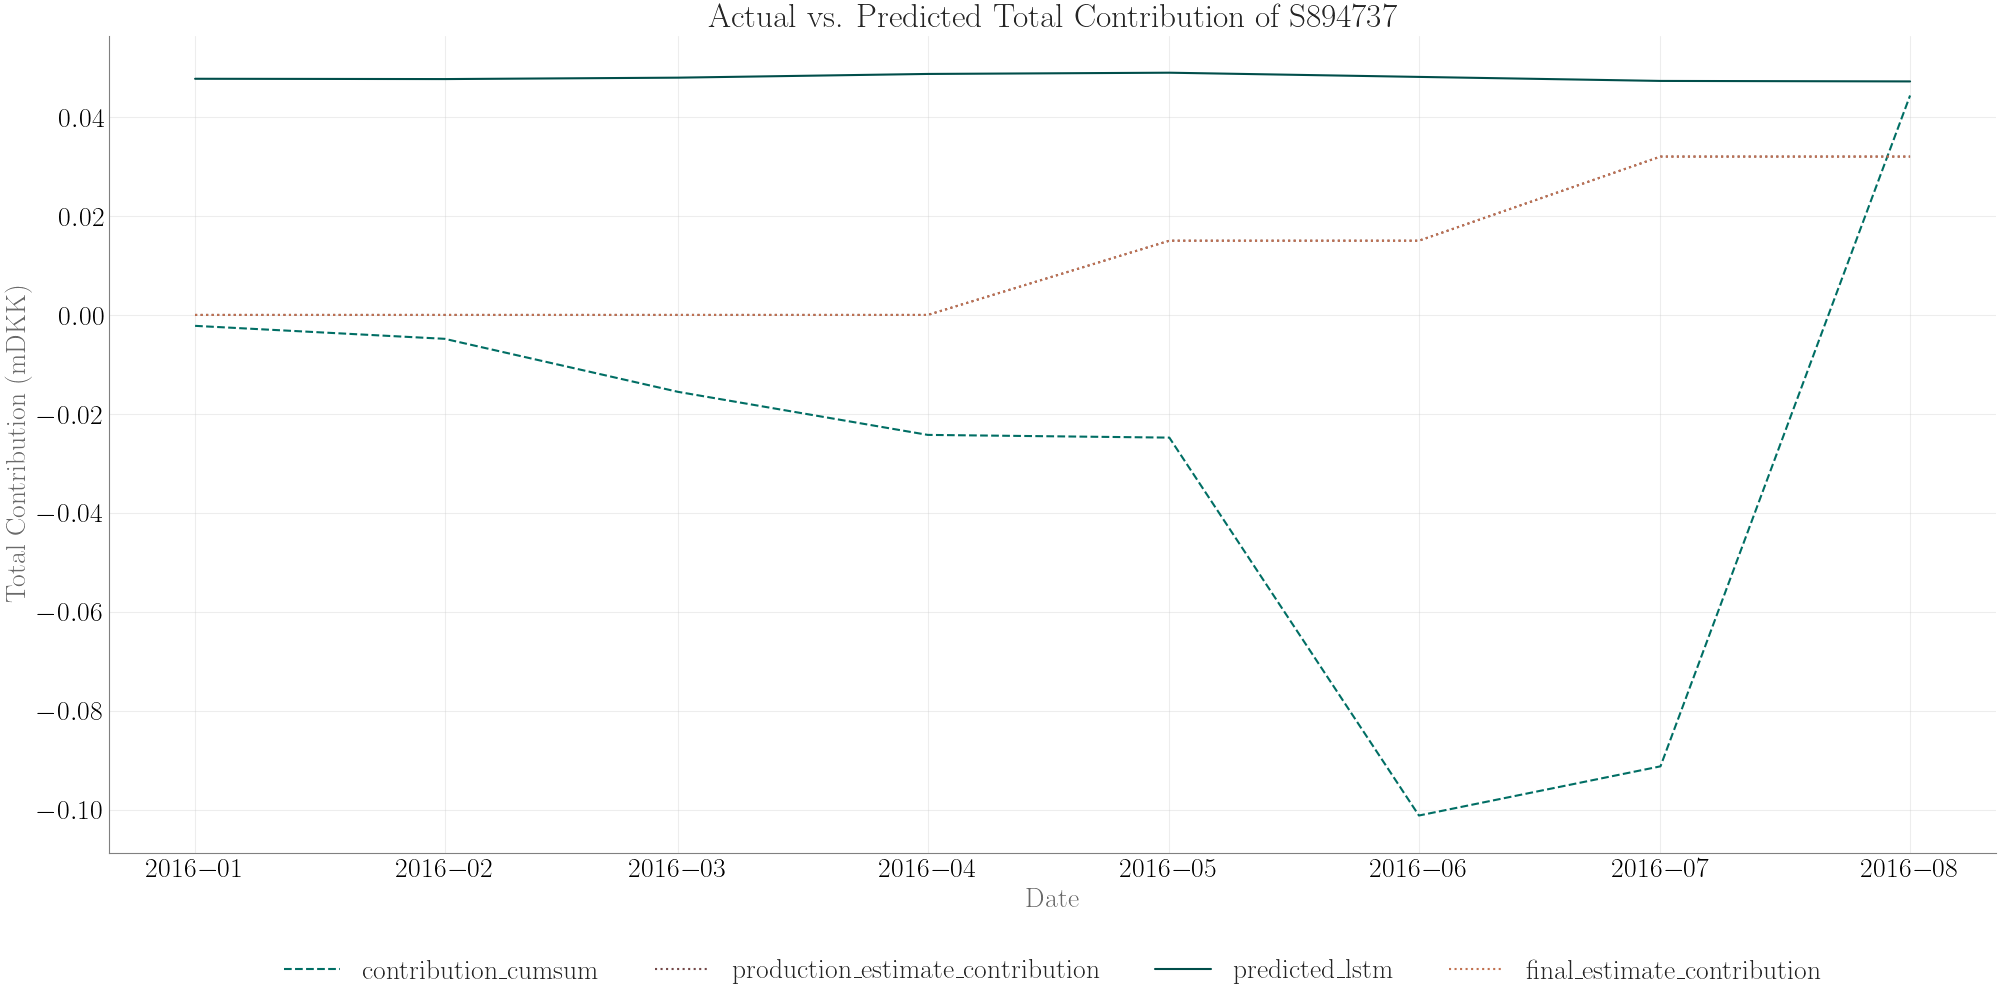 Actual vs. Predicted Total Contribution of S894737
Total Contribution (mDKK)
0.04
0.02
0.00
−0.02
−0.04
−0.06
−0.08
−0.10
2016−01 2016−02 2016−03 2016−04 2016−05 2016−06 2016−07 2016−08
Date
contribution_cumsum production_estimate_contribution predicted_lstm final_estimate_contribution